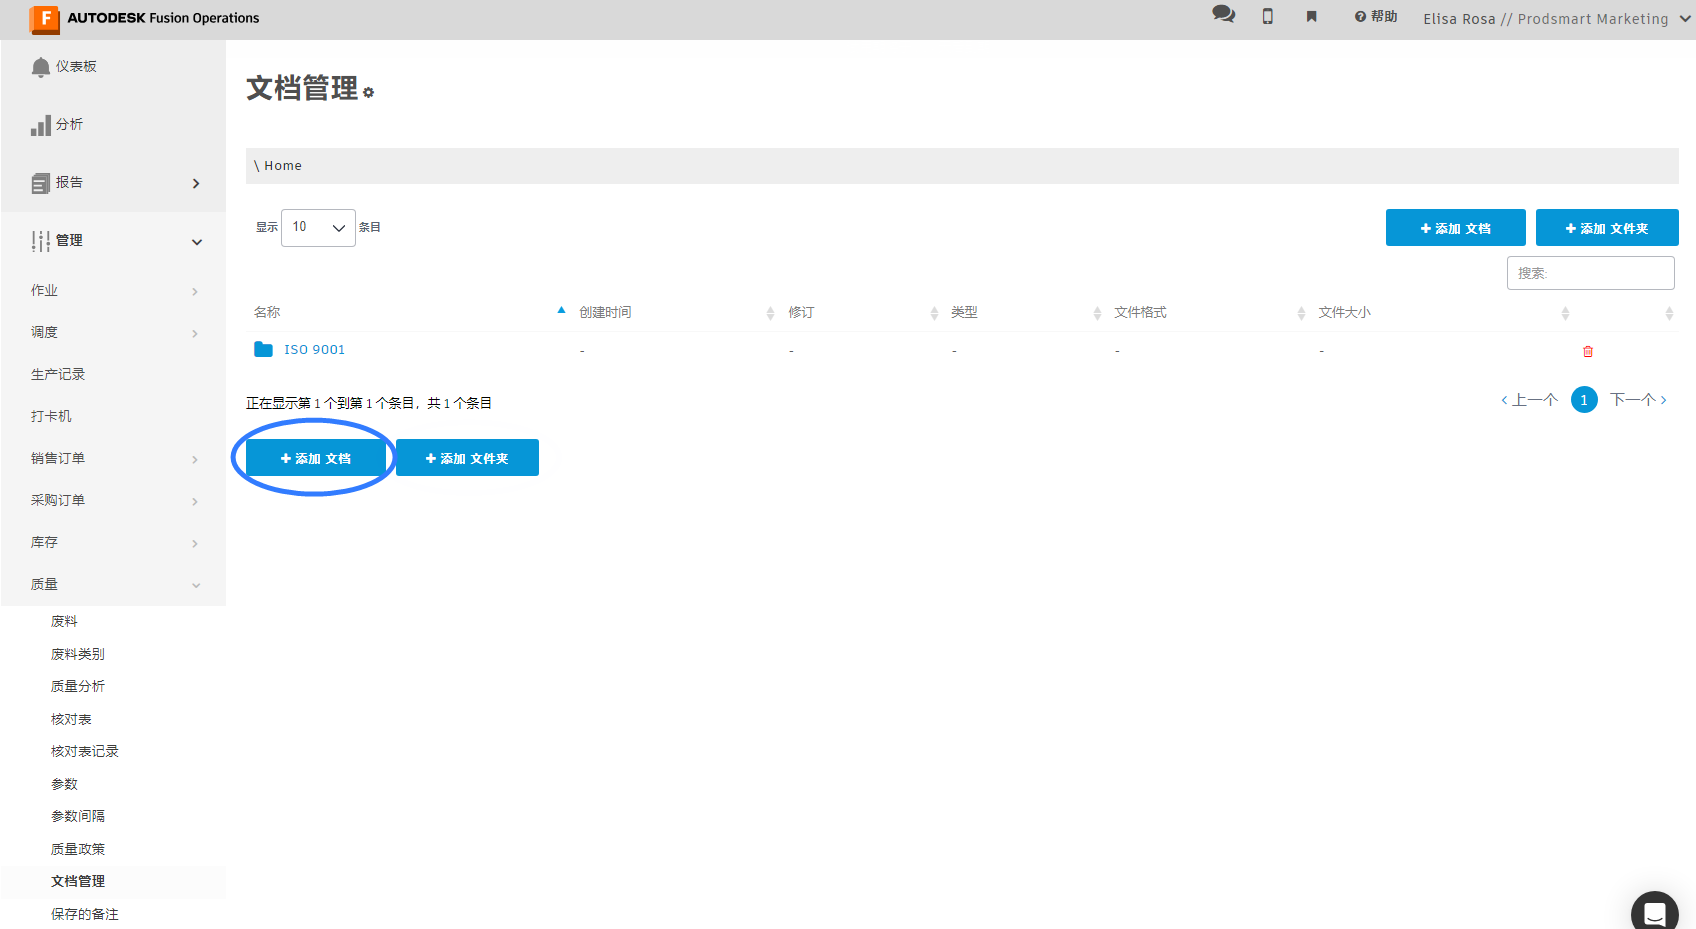 AUTODESK Fusion Operations
帮助
Elisa Rosa // Prodsmart Marketing
仪表板
分析
报告
管理
作业
调度
生产记录
打卡机
销售订单
采购订单
库存
质量
废料
废料类别
质量分析
核对表
核对表记录
参数
参数间隔
质量政策
文档管理
保存的备注
文档管理
\ Home
显示 10 条目
+ 添加 文档 + 添加 文件夹
搜索:
名称 创建时间 修订 类型 文件格式 文件大小
ISO 9001 - - - - -
正在显示第 1 个到第 1 个条目，共 1 个条目
‹ 上一个 1 下一个 ›
+ 添加 文档 + 添加 文件夹